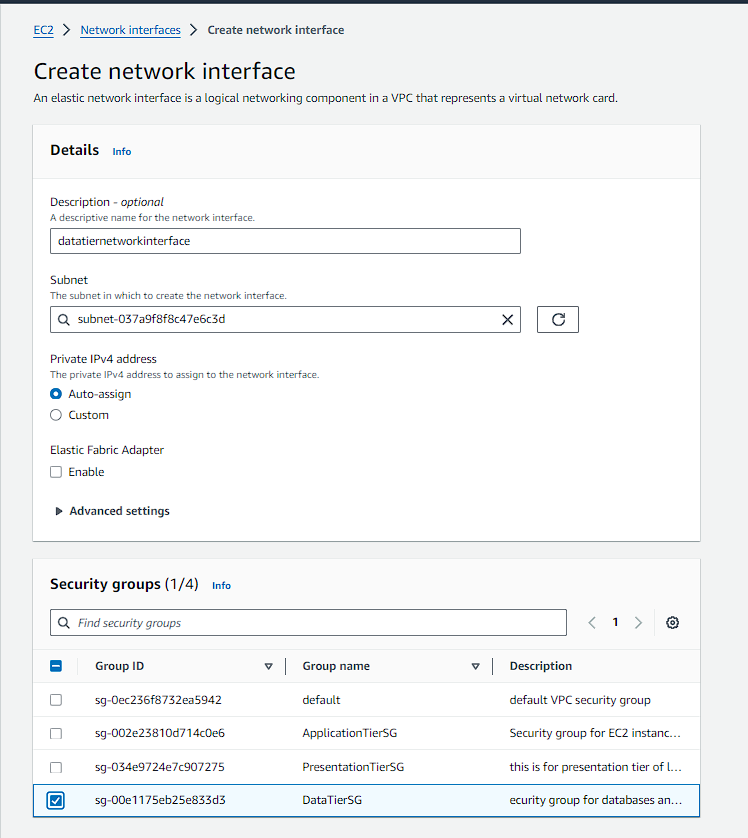 EC2 > Network interfaces > Create network interface
Create network interface
An elastic network interface is a logical networking component in a VPC that represents a virtual network card.
Details Info
Description - optional
A descriptive name for the network interface.
datatiernetworkinterface
Subnet
The subnet in which to create the network interface.
subnet-037a9f8f8c47e6c3d
Private IPv4 address
The private IPv4 address to assign to the network interface.
Auto-assign
Custom
Elastic Fabric Adapter
Enable
Advanced settings
Security groups (1/4) Info
Find security groups
1
Group ID Group name Description
sg-0ec236f8732ea5942 default default VPC security group
sg-002e23810d714c0e6 ApplicationTierSG Security group for EC2 instanc...
sg-034e9724e7c907275 PresentationTierSG this is for presentation tier of l...
sg-00e1175eb25e833d3 DataTierSG ecurity group for databases an...